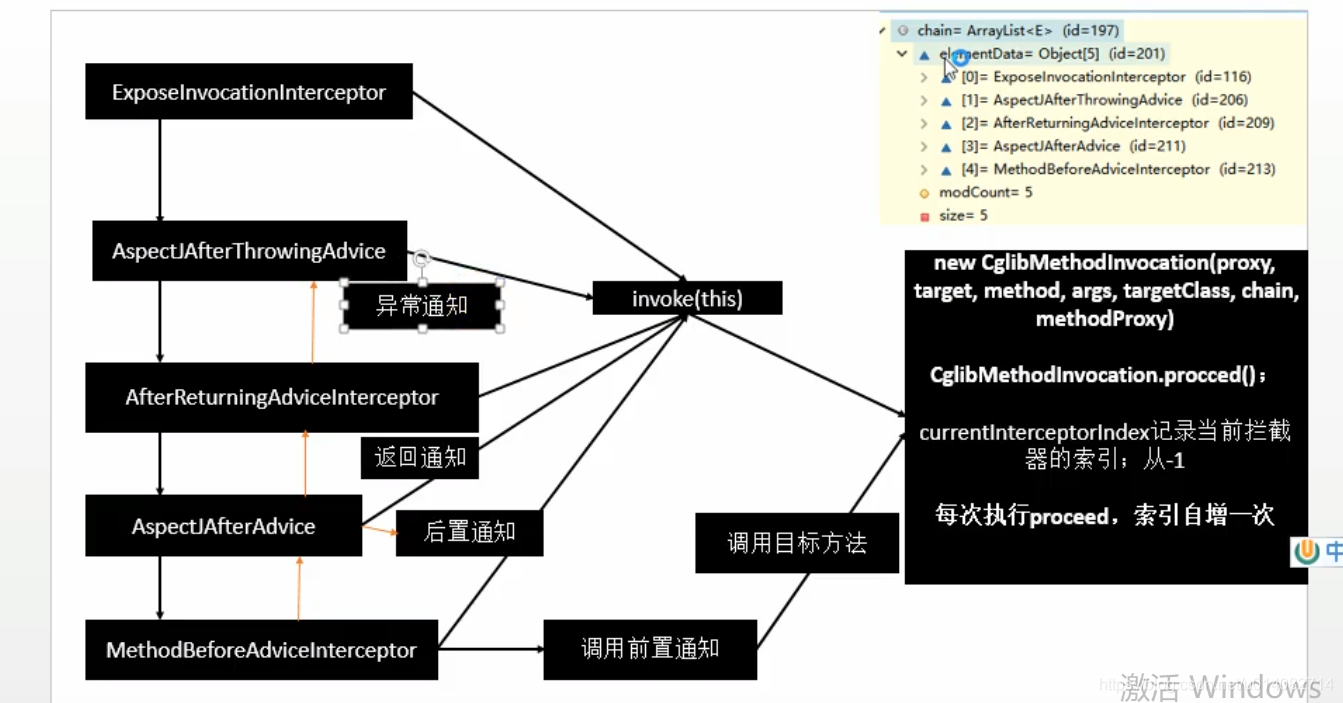 chain= ArrayList<E> (id=197)
elementData= Object[5] (id=201)
[0]= ExposeInvocationInterceptor (id=116)
[1]= AspectJAfterThrowingAdvice (id=206)
[2]= AfterReturningAdviceInterceptor (id=209)
[3]= AspectJAfterAdvice (id=211)
[4]= MethodBeforeAdviceInterceptor (id=213)
modCount= 5
size= 5
ExposeInvocationInterceptor
AspectJAfterThrowingAdvice
异常通知
invoke(this)
AfterReturningAdviceInterceptor
返回通知
AspectJAfterAdvice
后置通知
MethodBeforeAdviceInterceptor
调用前置通知
调用目标方法
new CglibMethodInvocation(proxy,
target, method, args, targetClass, chain,
methodProxy)
CglibMethodInvocation.procced()；
currentInterceptorIndex记录当前拦截
器的索引；从-1
每次执行proceed，索引自增一次
中
激活 Windows